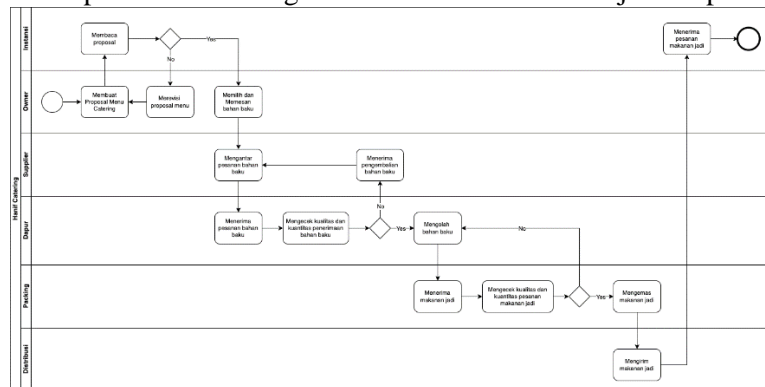 Hanif Catering
Instansi
Membaca
proposal
Yes
No
Menerima
pesanan
makanan jadi
Owner
Membuat
Proposal Menu
Catering
Merevisi
proposal menu
Memilih dan
Memesan
bahan baku
Supplier
Mengantar
pesanan bahan
baku
Menerima
pengembalian
bahan baku
No
Dapur
Menerima
pesanan bahan
baku
Mengecek kualitas dan
kuantitas penerimaan
bahan baku
Yes
Mengolah
bahan baku
No
Packing
Menerima
makanan jadi
Mengecek kualitas dan
kuantitas pesanan
makanan jadi
Yes
Mengemas
makanan jadi
Distribusi
Mengirim
makanan jadi